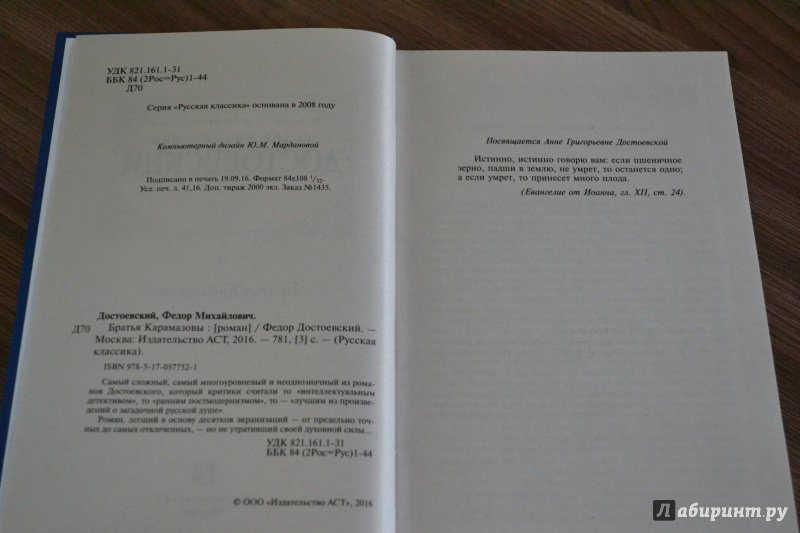 УДК 821.161.1-31
ББК 84 (2Рос=Рус)1-44
Д70
Серия «Русская классика» основана в 2008 году
Компьютерный дизайн Ю.М. Мардановой
Подписано в печать 19.09.16. Формат 84х108 1/32.
Усл. печ. л. 41,16. Доп. тираж 2000 экз. Заказ №1435.
Достоевский, Федор Михайлович.
Д70 Братья Карамазовы : [роман] / Федор Достоевский. —
Москва: Издательство АСТ, 2016. — 781, [3] с. — (Русская
классика).
ISBN 978-5-17-057752-1
Самый сложный, самый многоуровневый и неоднозначный из рома-
нов Достоевского, который критики считали то «интеллектуальным
детективом», то «ранним постмодернизмом», то — «лучшим из произве-
дений о загадочной русской душе».
Роман, легший в основу десятков экранизаций — от предельно точ-
ных до самых отвлеченных, — но не утративший своей духовной силы...
УДК 821.161.1-31
ББК 84 (2Рос=Рус)1-44
© ООО «Издательство АСТ», 2016
Посвящается Анне Григорьевне Достоевской
Истинно, истинно говорю вам: если пшеничное
зерно, падши в землю, не умрет, то останется одно;
а если умрет, то принесет много плода.
(Евангелие от Иоанна, гл. XII, ст. 24).
Лабиринт.ру